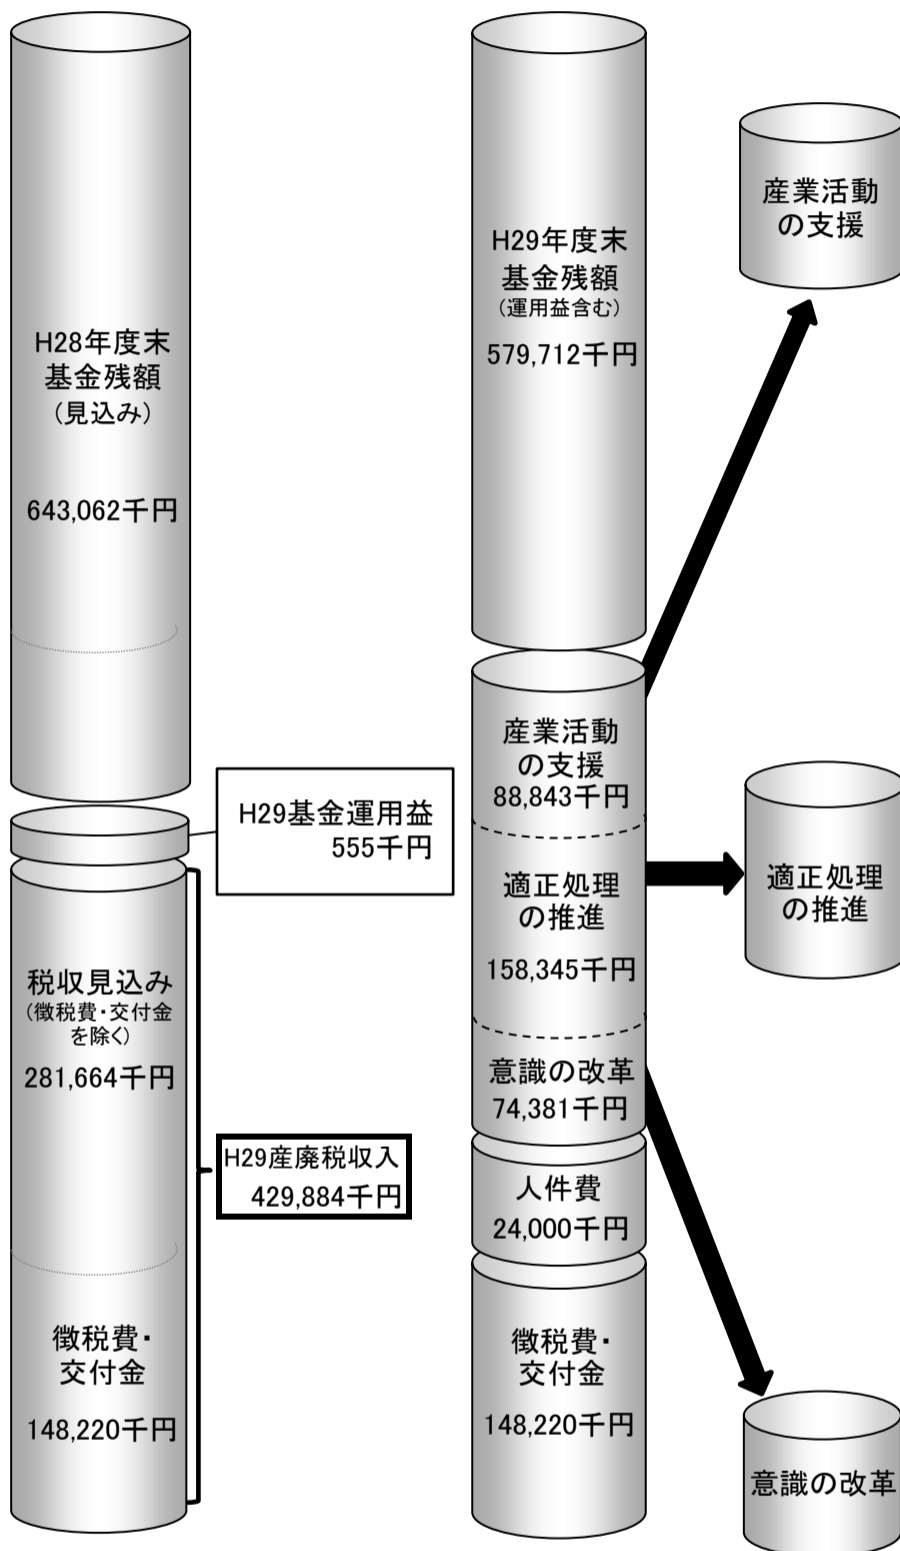 H28年度末
基金残額
(見込み)
643,062千円
H29基金運用益
555千円
税収見込み
(徴税費・交付金
を除く)
281,664千円
H29産廃税収入
429,884千円
徴税費・
交付金
148,220千円
H29年度末
基金残額
(運用益含む)
579,712千円
産業活動
の支援
88,843千円
適正処理
の推進
158,345千円
意識の改革
74,381千円
人件費
24,000千円
徴税費・
交付金
148,220千円
産業活動
の支援
適正処理
の推進
意識の改革